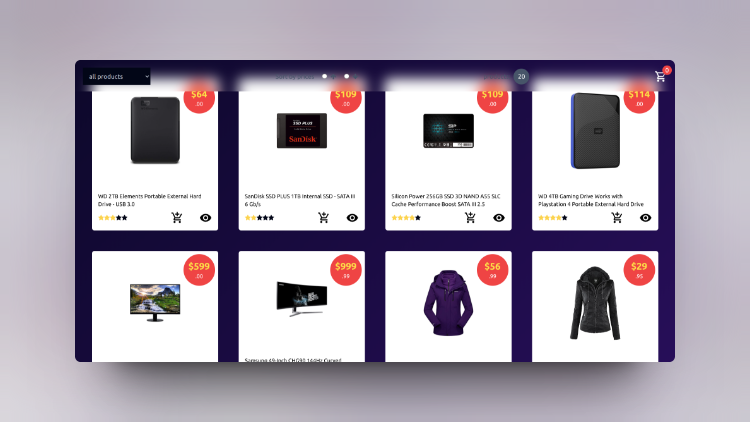 all products
20
0
$64
.00
$109
.00
$109
.00
$114
.00
SSD PLUS
SanDisk
WD 2TB Elements Portable External Hard
Drive - USB 3.0
SanDisk SSD PLUS 1TB Internal SSD - SATA III
6 Gb/s
Silicon Power 256GB SSD 3D NAND A55 SLC
Cache Performance Boost SATA III 2.5
WD 4TB Gaming Drive Works with
Playstation 4 Portable External Hard Drive
$599
.00
$999
.99
$56
.99
$29
.95
Samsung 49-Inch CHG90 144Hz Curved